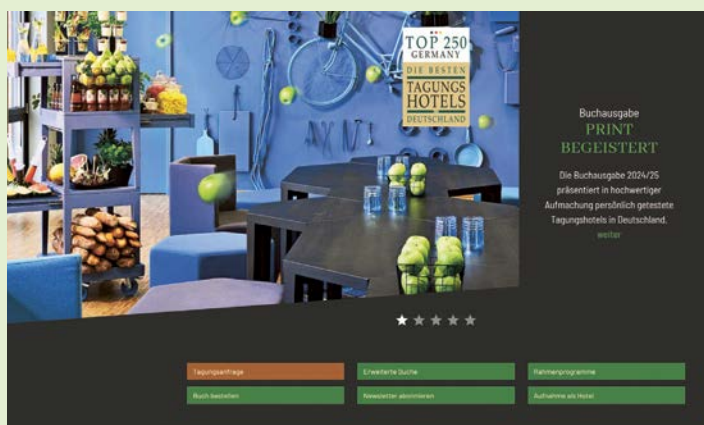 TOP 250
GERMANY
DIE BESTEN
TAGUNGS
HOTELS
DEUTSCHLAND
Buchausgabe
PRINT
BEGEISTERT
Die Buchausgabe 2024/25
präsentiert in hochwertiger
Aufmachung persönlich getestete
Tagungshotels in Deutschland.
weiter
Tagungsanfrage
Erweiterte Suche
Rahmenprogramme
Buch bestellen
Newsletter abonnieren
Aufnahme als Hotel